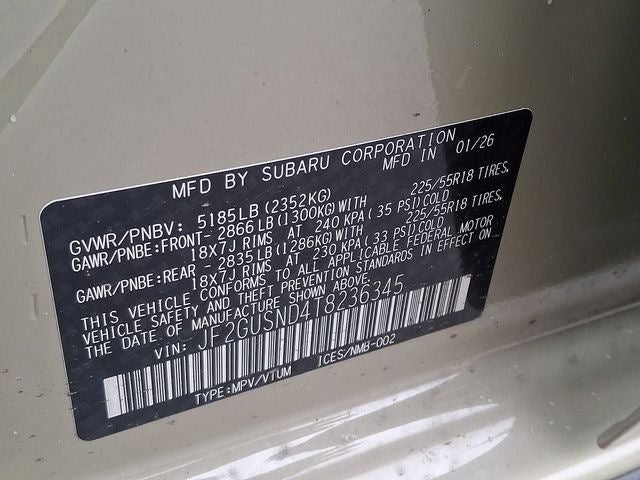 MFD BY SUBARU CORPORATION
MFD IN 01/26
GVWR/PNBV: 5185LB (2352KG)
GAWR/PNBE:FRONT- 2866LB (1300KG)WITH 225/55R18 TIRES,
18X7J RIMS AT 240 KPA( 35 PSI)COLD
GAWR/PNBE:REAR - 2835LB (1286KG)WITH 225/55R18 TIRES,
18X7J RIMS AT 230 KPA( 33 PSI)COLD
THIS VEHICLE CONFORMS TO ALL APPLICABLE FEDERAL MOTOR
VEHICLE SAFETY AND THEFT PREVENTION STANDARDS IN EFFECT ON
THE DATE OF MANUFACTURE SHOWN ABOVE.
VIN: JF2GUSND4T8236345
TYPE:MPV/VTUM ICES/NMB-002